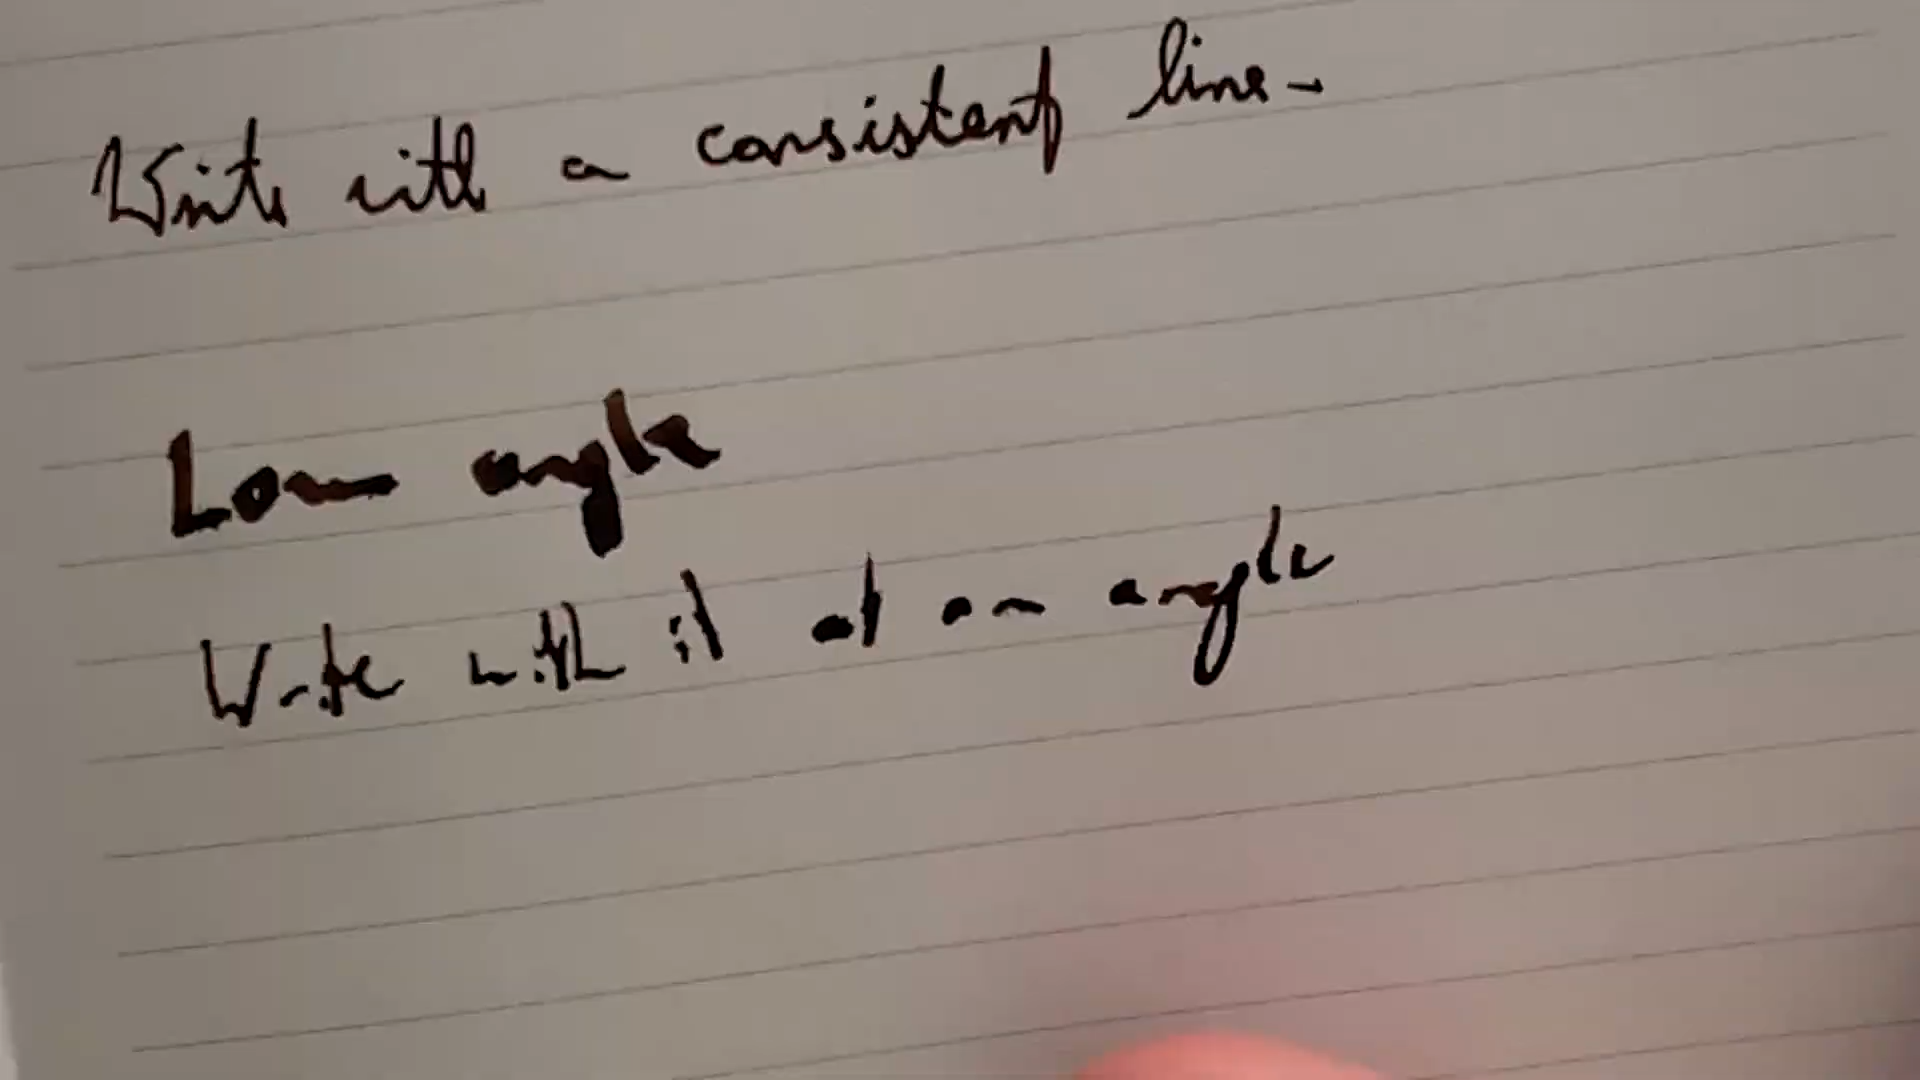 Write with a consistent line-
Low angle
Write with it at an angle